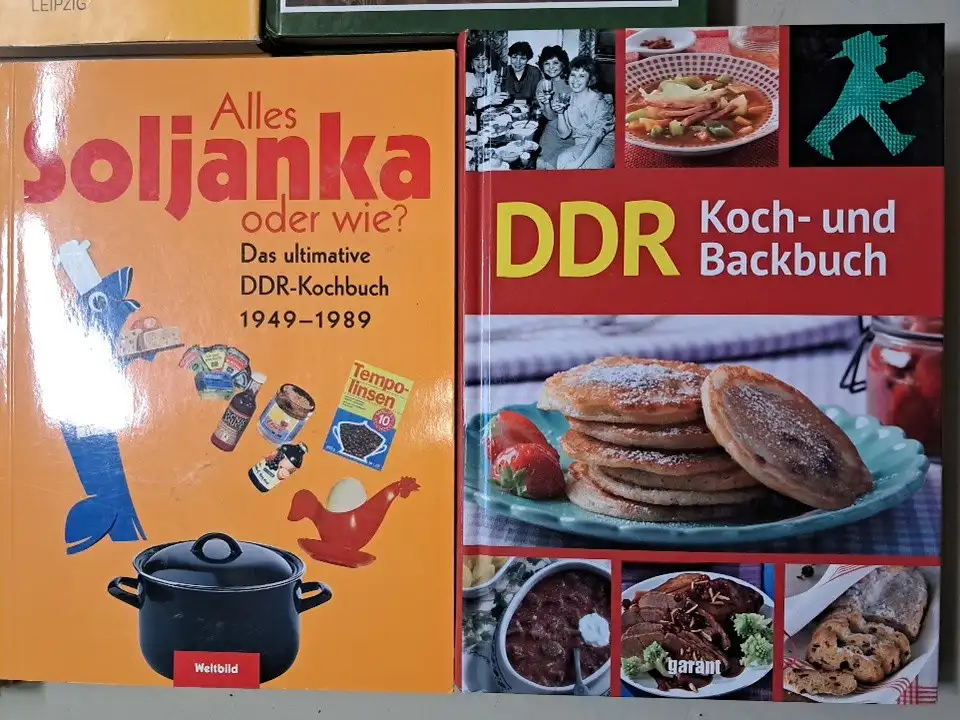 LEIPZIG
Alles
Soljanka
oder wie?
Das ultimative
DDR-Kochbuch
1949–1989
Tempo-
linsen
10
Weltbild
DDR
Koch- und
Backbuch
garant